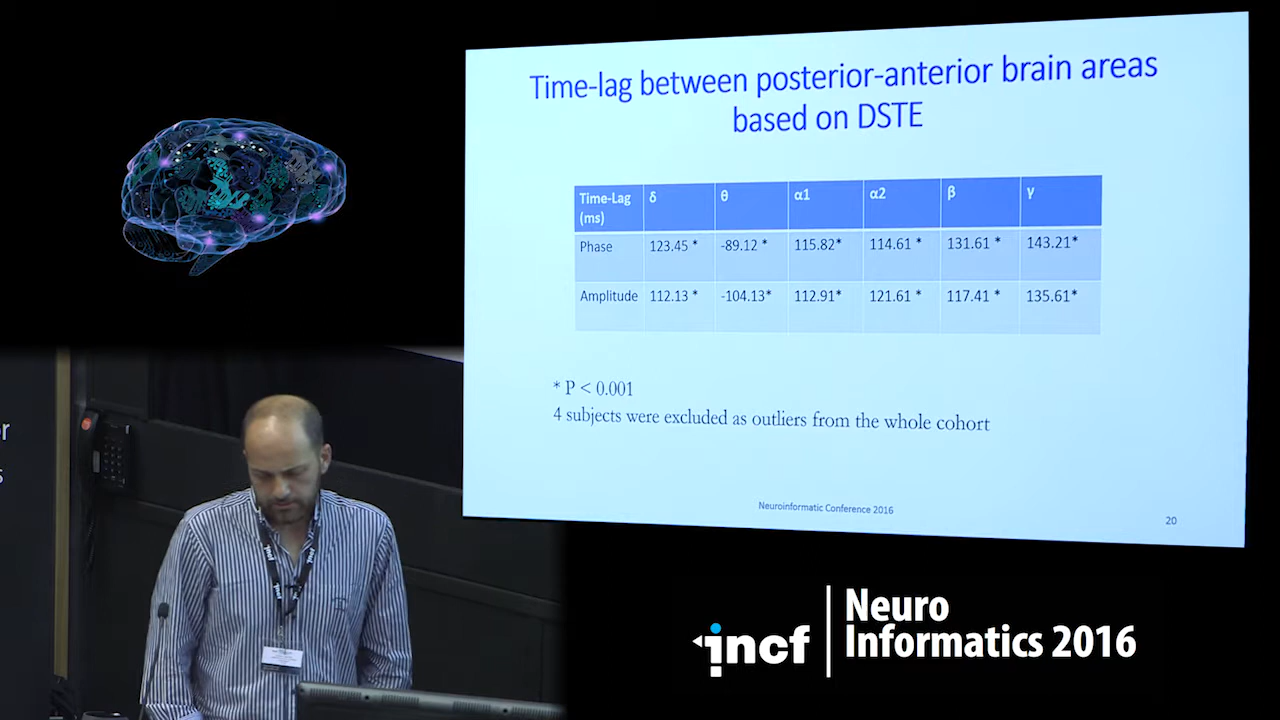 Time-lag between posterior-anterior brain areas
based on DSTE
Time-Lag (ms) δ θ α1 α2 β γ
Phase 123.45 * -89.12 * 115.82* 114.61 * 131.61 * 143.21*
Amplitude 112.13 * -104.13* 112.91* 121.61 * 117.41 * 135.61*
* P < 0.001
4 subjects were excluded as outliers from the whole cohort
Neuroinformatic Conference 2016
20
or
s
incf
incf
Neuro
Informatics 2016